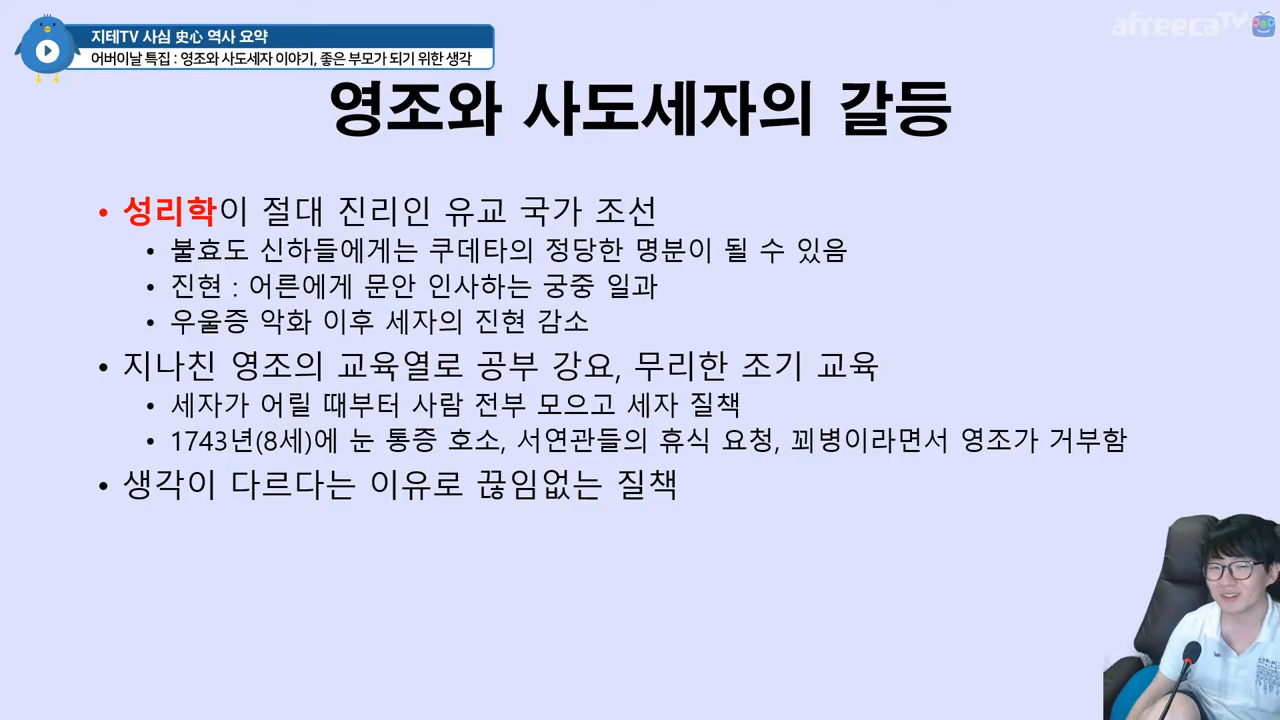 지테TV 사심 史心 역사 요약
어버이날 특집 : 영조와 사도세자 이야기, 좋은 부모가 되기 위한 생각
afreecaTV
영조와 사도세자의 갈등
• 성리학이 절대 진리인 유교 국가 조선
• 불효도 신하들에게는 쿠데타의 정당한 명분이 될 수 있음
• 진현 : 어른에게 문안 인사하는 궁중 일과
• 우울증 악화 이후 세자의 진현 감소
• 지나친 영조의 교육열로 공부 강요, 무리한 조기 교육
• 세자가 어릴 때부터 사람 전부 모으고 세자 질책
• 1743년(8세)에 눈 통증 호소, 서연관들의 휴식 요청, 꾀병이라면서 영조가 거부함
• 생각이 다르다는 이유로 끊임없는 질책